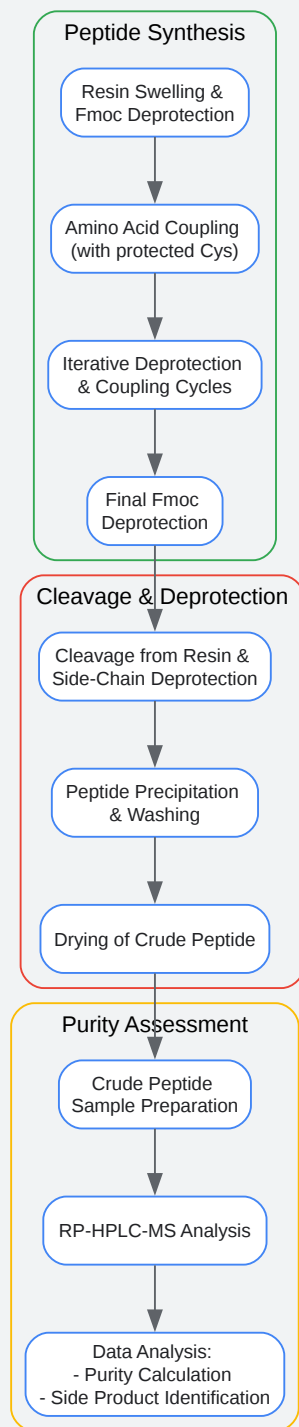 Peptide Synthesis
Resin Swelling &
Fmoc Deprotection
Amino Acid Coupling
(with protected Cys)
Iterative Deprotection
& Coupling Cycles
Final Fmoc
Deprotection
Cleavage & Deprotection
Cleavage from Resin &
Side-Chain Deprotection
Peptide Precipitation
& Washing
Drying of Crude Peptide
Purity Assessment
Crude Peptide
Sample Preparation
RP-HPLC-MS Analysis
Data Analysis:
- Purity Calculation
- Side Product Identification